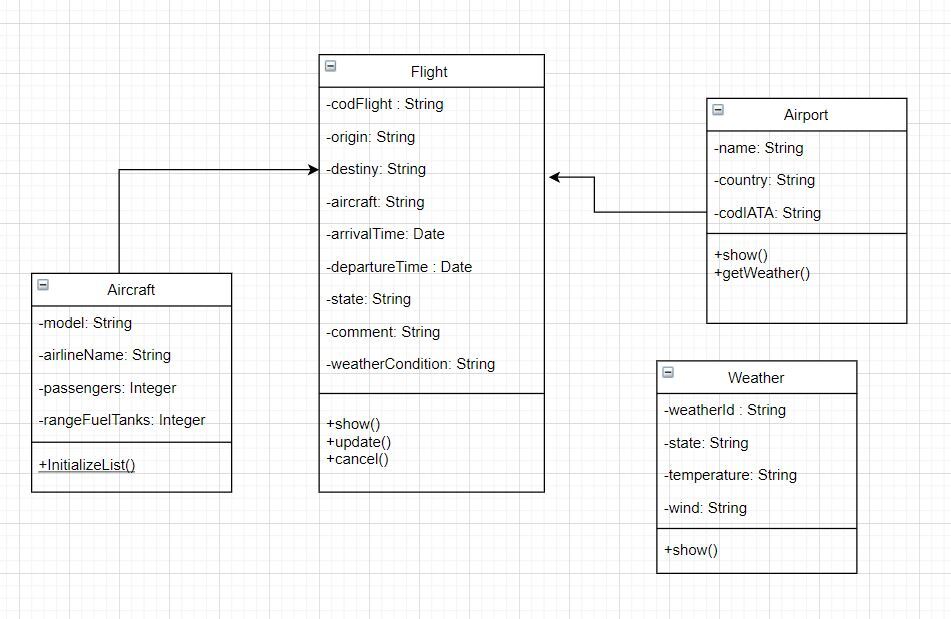 Flight
-codFlight : String
-origin: String
-destiny: String
-aircraft: String
-arrivalTime: Date
-departureTime : Date
-state: String
-comment: String
-weatherCondition: String
+show()
+update()
+cancel()
Airport
-name: String
-country: String
-codIATA: String
+show()
+getWeather()
Aircraft
-model: String
-airlineName: String
-passengers: Integer
-rangeFuelTanks: Integer
+InitializeList()
Weather
-weatherId : String
-state: String
-temperature: String
-wind: String
+show()